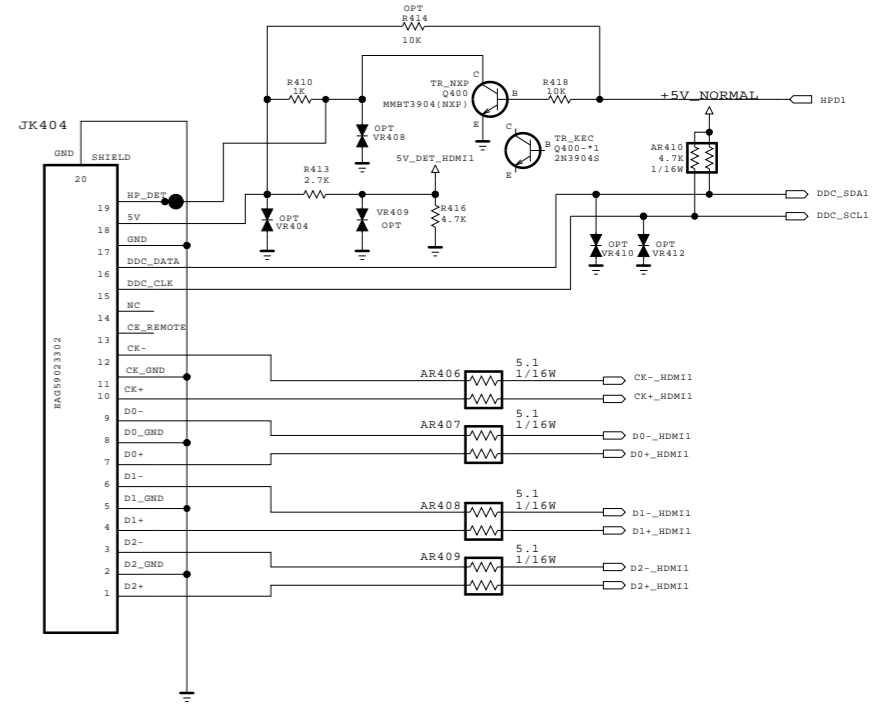 OPT
R414
10K
R410
1K
TR_NXP
Q400
MMBT3904(NXP)
C
B
E
R418
10K
+5V_NORMAL
HPD1
OPT
VR408
C
B
E
TR_KEC
Q400-*1
2N3904S
AR410
4.7K
1/16W
JK404
GND
SHIELD
20
5V_DET_HDMI1
R413
2.7K
HP_DET
19
5V
18
OPT
VR404
VR409
OPT
R416
4.7K
DDC_SDA1
DDC_SCL1
OPT
VR410
OPT
VR412
GND
17
DDC_DATA
16
DDC_CLK
15
NC
14
CE_REMOTE
13
CK-
12
CK_GND
11
CK+
10
D0-
9
D0_GND
8
D0+
7
D1-
6
D1_GND
5
D1+
4
D2-
3
D2_GND
2
D2+
1
EAG59023302
AR406
5.1
1/16W
CK-_HDMI1
CK+_HDMI1
AR407
5.1
1/16W
D0-_HDMI1
D0+_HDMI1
AR408
5.1
1/16W
D1-_HDMI1
D1+_HDMI1
AR409
5.1
1/16W
D2-_HDMI1
D2+_HDMI1